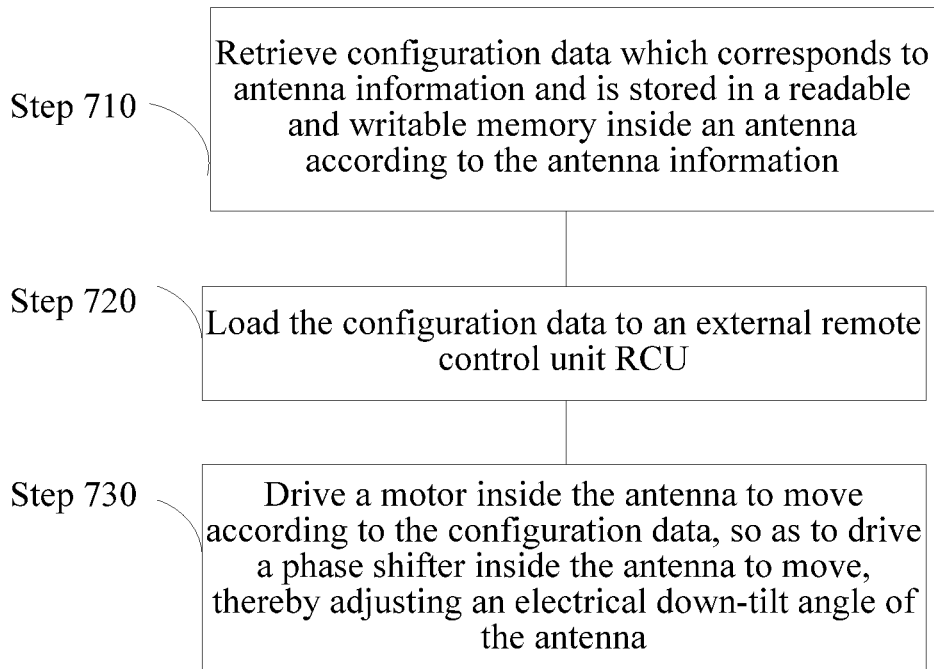 Step 710
Retrieve configuration data which corresponds to
antenna information and is stored in a readable
and writable memory inside an antenna
according to the antenna information
Step 720
Load the configuration data to an external remote
control unit RCU
Step 730
Drive a motor inside the antenna to move
according to the configuration data, so as to drive
a phase shifter inside the antenna to move,
thereby adjusting an electrical down-tilt angle of
the antenna